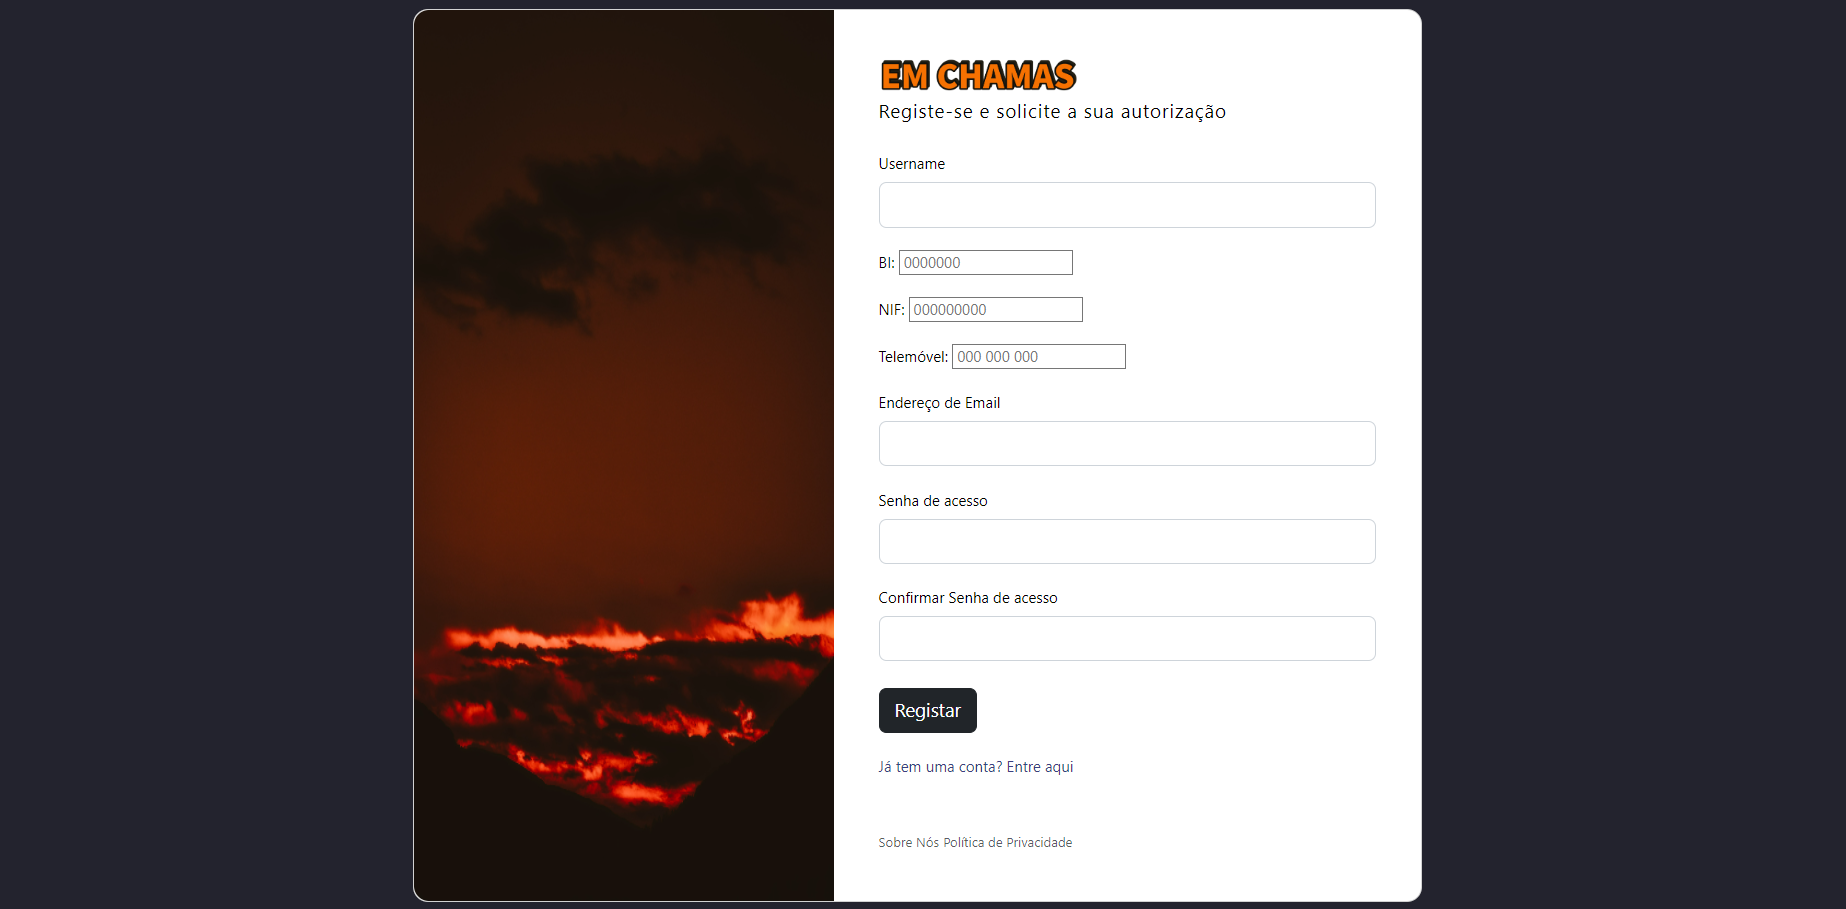 EM CHAMAS
Registe-se e solicite a sua autorização
Username
BI: 0000000
NIF: 000000000
Telemóvel: 000 000 000
Endereço de Email
Senha de acesso
Confirmar Senha de acesso
Registar
Já tem uma conta? Entre aqui
Sobre Nós Política de Privacidade